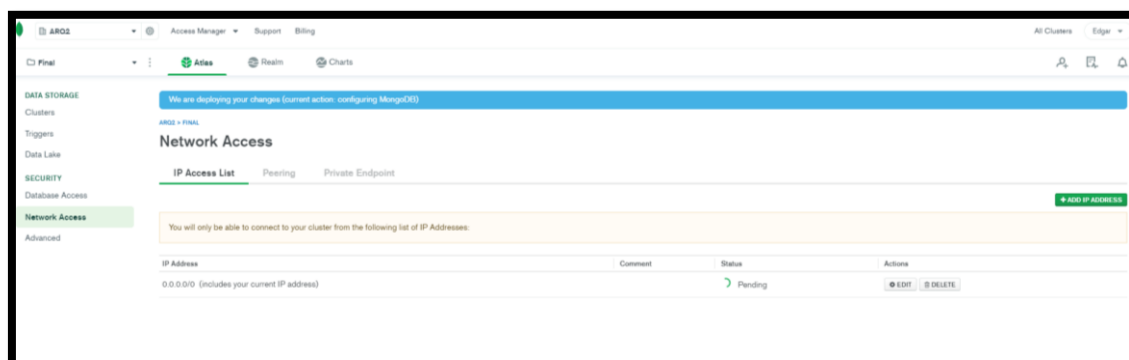 ARQ2 Access Manager Support Billing All Clusters Edgar
Final Atlas Realm Charts
DATA STORAGE
Clusters
Triggers
Data Lake
SECURITY
Database Access
Network Access
Advanced
We are deploying your changes (current action: configuring MongoDB)
ARQ2 > FINAL
Network Access
IP Access List Peering Private Endpoint
+ ADD IP ADDRESS
You will only be able to connect to your cluster from the following list of IP Addresses:
IP Address Comment Status Actions
0.0.0.0/0 (includes your current IP address) Pending EDIT DELETE